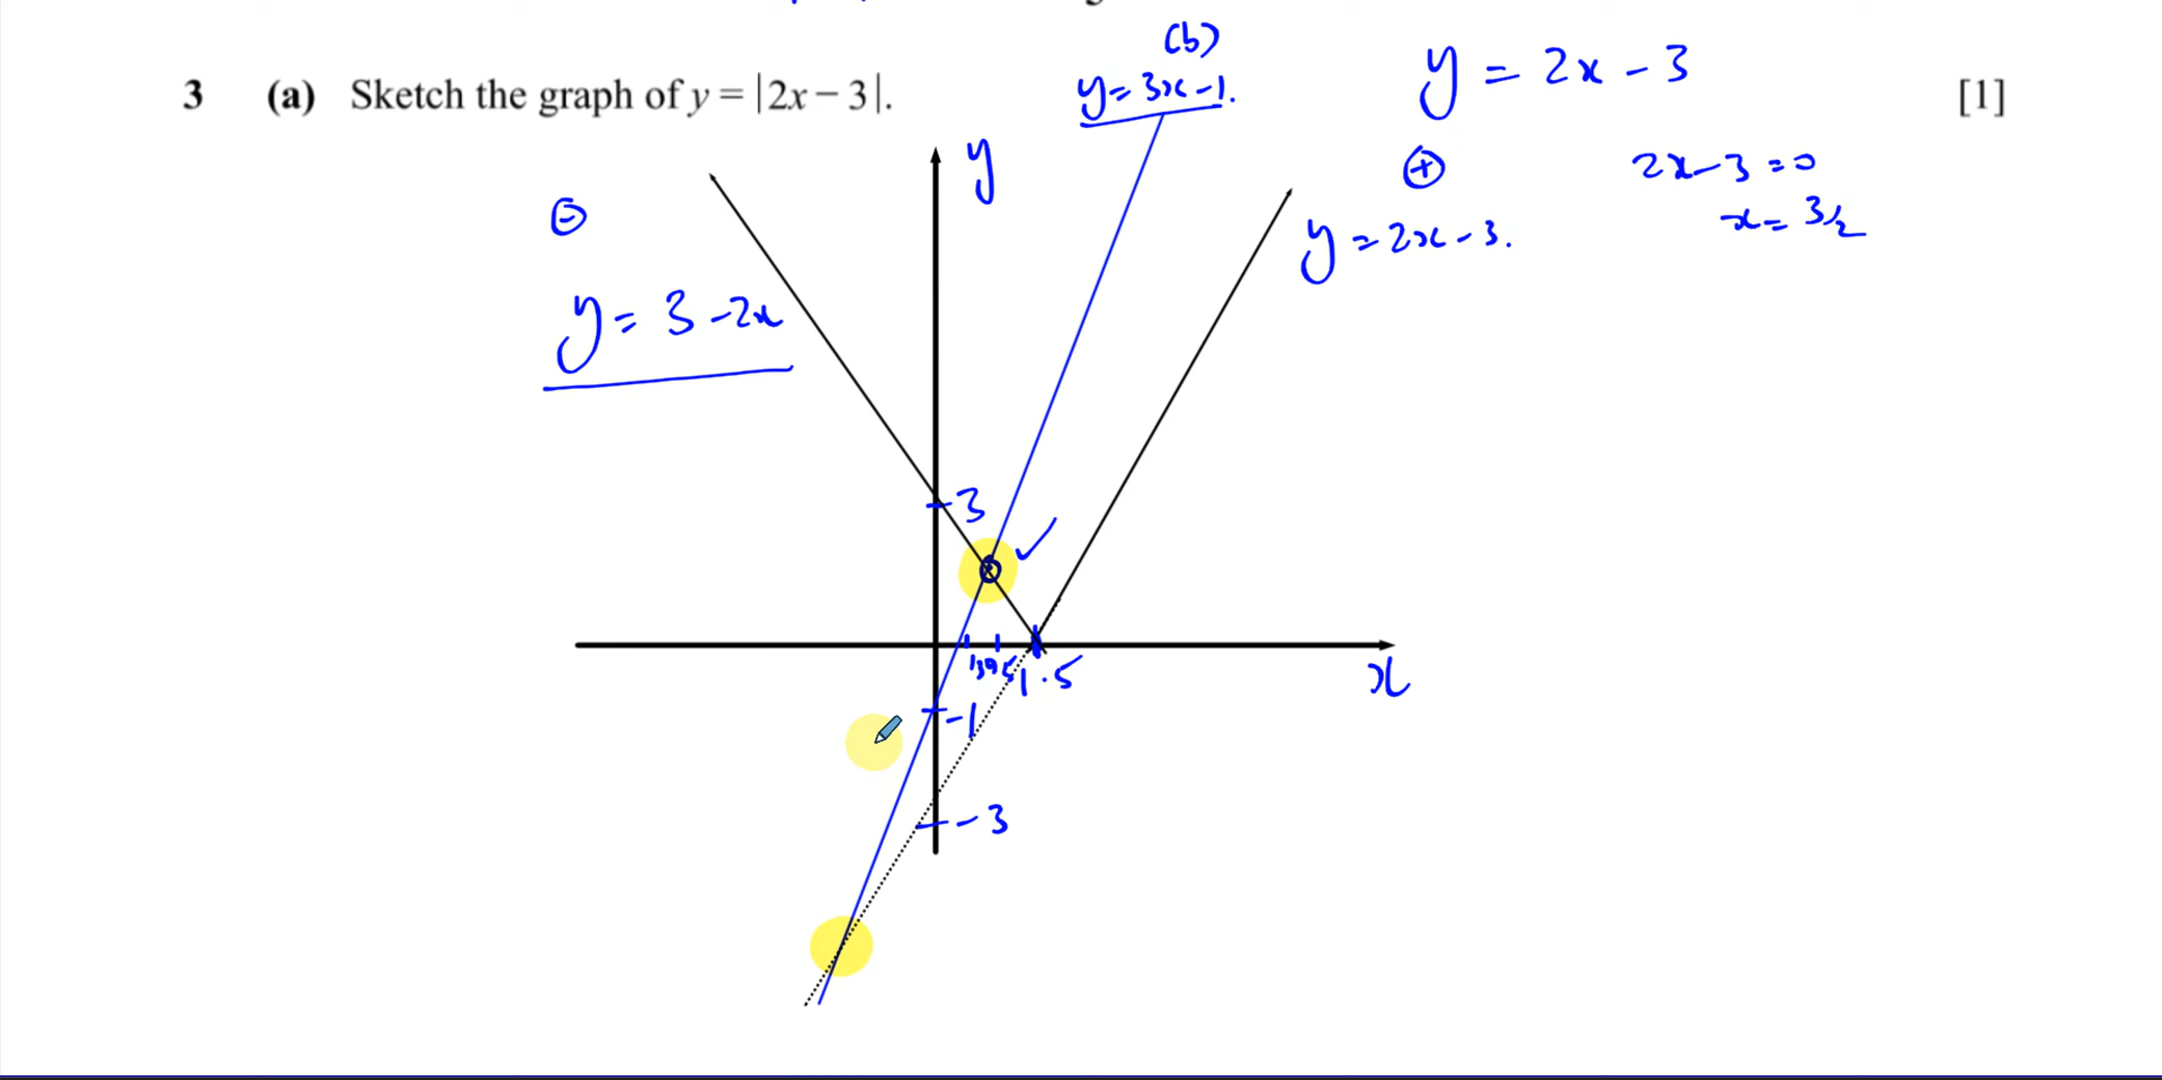 (b)
3 (a) Sketch the graph of y = |2x − 3|. [1]
y = 3x − 1.
y = 2x − 3
y
⊕
2x − 3 = 0
x = 3/2
⊖
y = 2x − 3.
y = 3 − 2x
3
1.5
x
−1
−3